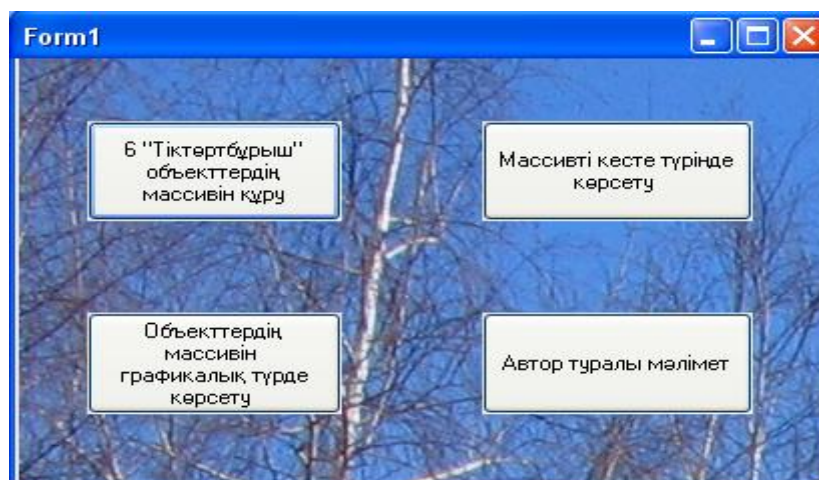 Form1
6 "Тіктөртбұрыш"
объекттердің
массивін құру
Массивті кесте түрінде
көрсету
Объекттердің
массивін
графикалық түрде
көрсету
Автор туралы мәлімет